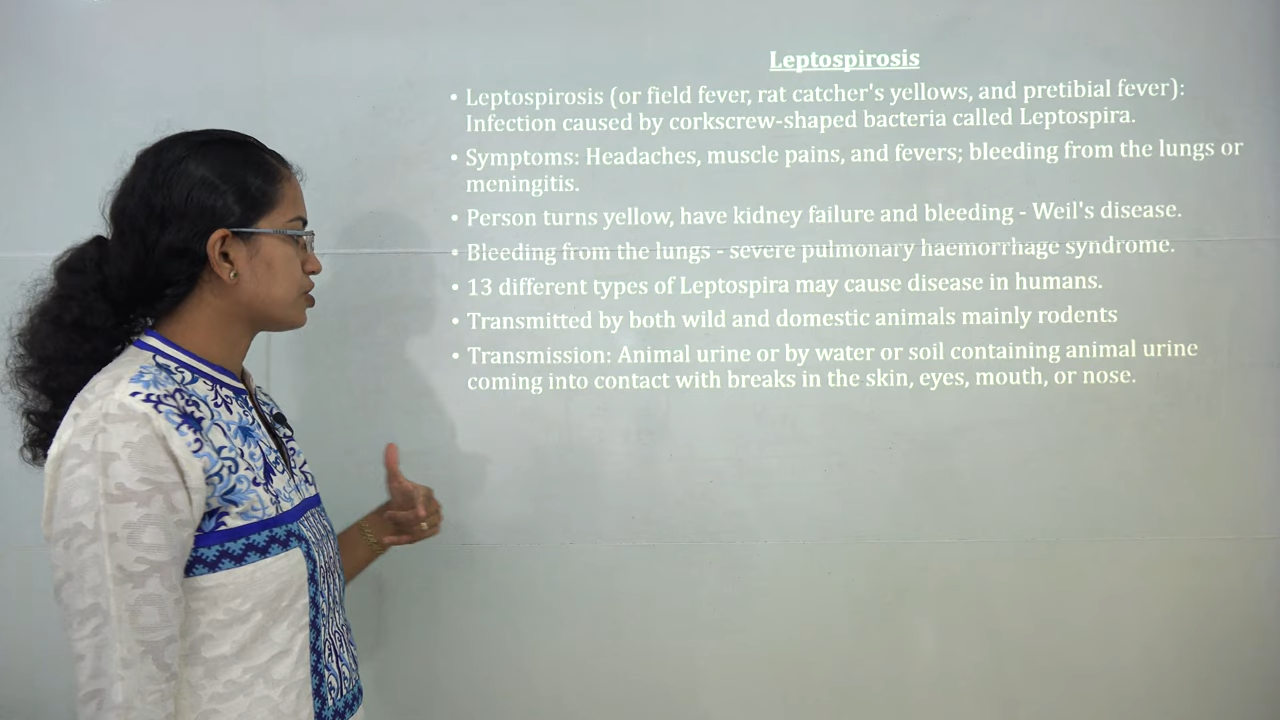 Leptospirosis
• Leptospirosis (or field fever, rat catcher's yellows, and pretibial fever):
Infection caused by corkscrew-shaped bacteria called Leptospira.
• Symptoms: Headaches, muscle pains, and fevers; bleeding from the lungs or
meningitis.
• Person turns yellow, have kidney failure and bleeding - Weil's disease.
• Bleeding from the lungs - severe pulmonary haemorrhage syndrome.
• 13 different types of Leptospira may cause disease in humans.
• Transmitted by both wild and domestic animals mainly rodents
• Transmission: Animal urine or by water or soil containing animal urine
coming into contact with breaks in the skin, eyes, mouth, or nose.